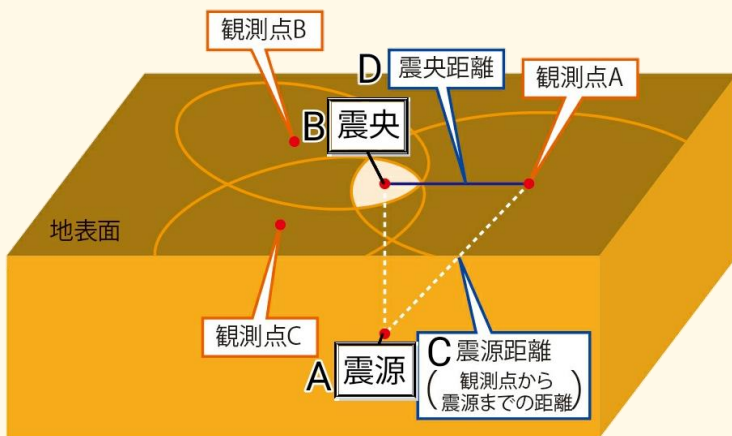 観測点B
D 震央距離
観測点A
B 震央
地表面
観測点C
A 震源
C 震源距離
(観測点から
震源までの距離)